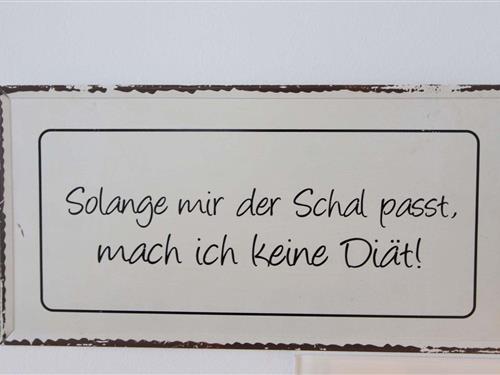 Solange mir der Schal passt,
mach ich keine Diät!